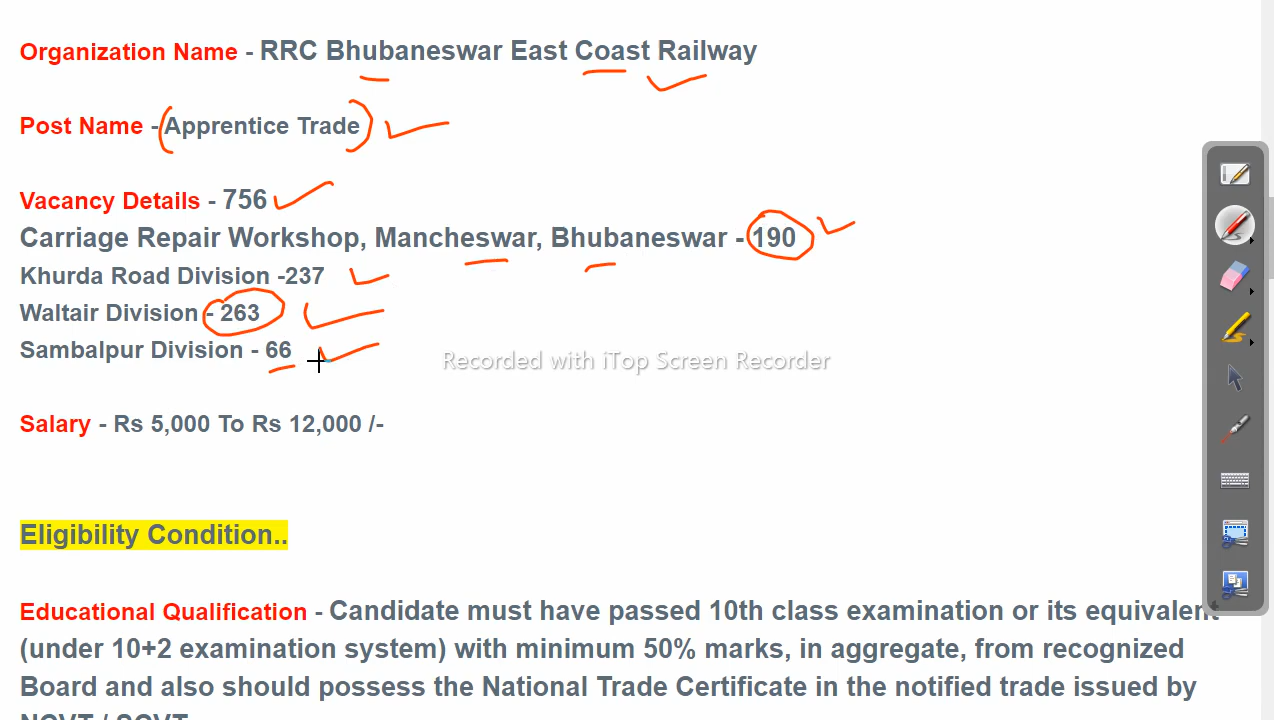 Organization Name - RRC Bhubaneswar East Coast Railway
Post Name - Apprentice Trade
Vacancy Details - 756
Carriage Repair Workshop, Mancheswar, Bhubaneswar - 190
Khurda Road Division -237
Waltair Division - 263
Sambalpur Division - 66
Recorded with iTop Screen Recorder
Salary - Rs 5,000 To Rs 12,000 /-
Eligibility Condition..
Educational Qualification - Candidate must have passed 10th class examination or its equivalent
(under 10+2 examination system) with minimum 50% marks, in aggregate, from recognized
Board and also should possess the National Trade Certificate in the notified trade issued by
NCVT / SCVT